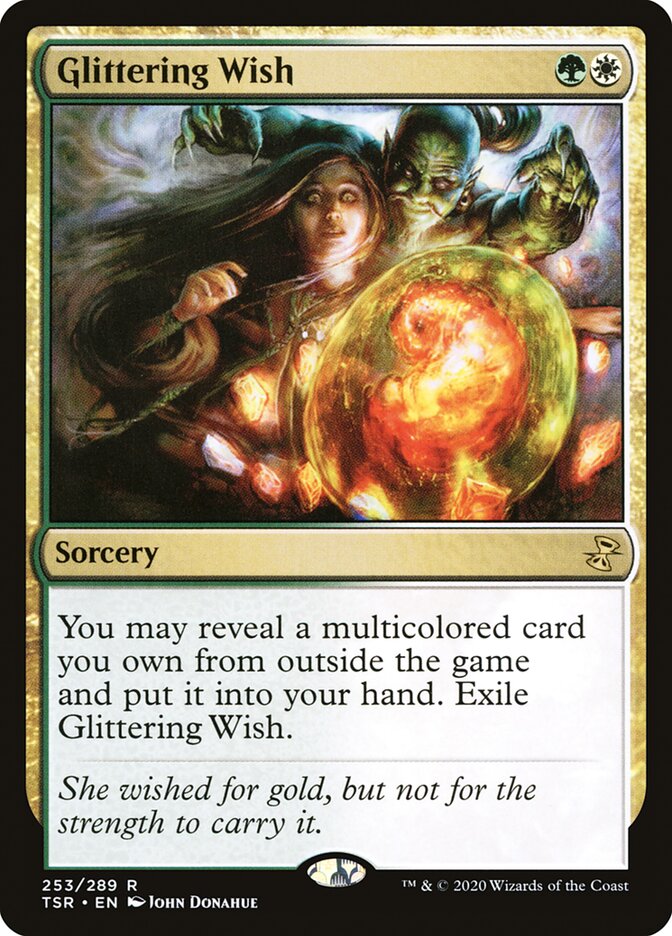 Glittering Wish
Sorcery
You may reveal a multicolored card
you own from outside the game
and put it into your hand. Exile
Glittering Wish.
She wished for gold, but not for the
strength to carry it.
253/289 R
TSR • EN John Donahue
™ & © 2020 Wizards of the Coast